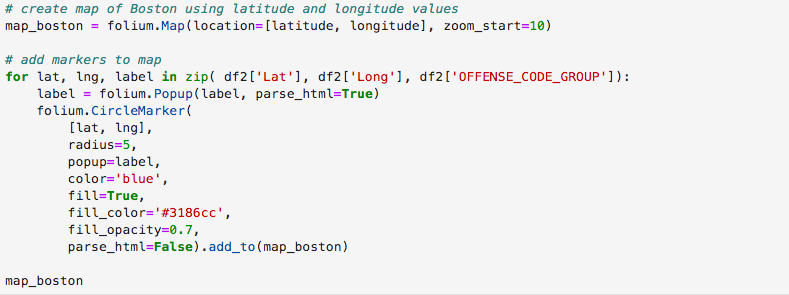 # create map of Boston using latitude and longitude values
map_boston = folium.Map(location=[latitude, longitude], zoom_start=10)

# add markers to map
for lat, lng, label in zip( df2['Lat'], df2['Long'], df2['OFFENSE_CODE_GROUP']):
    label = folium.Popup(label, parse_html=True)
    folium.CircleMarker(
        [lat, lng],
        radius=5,
        popup=label,
        color='blue',
        fill=True,
        fill_color='#3186cc',
        fill_opacity=0.7,
        parse_html=False).add_to(map_boston)

map_boston